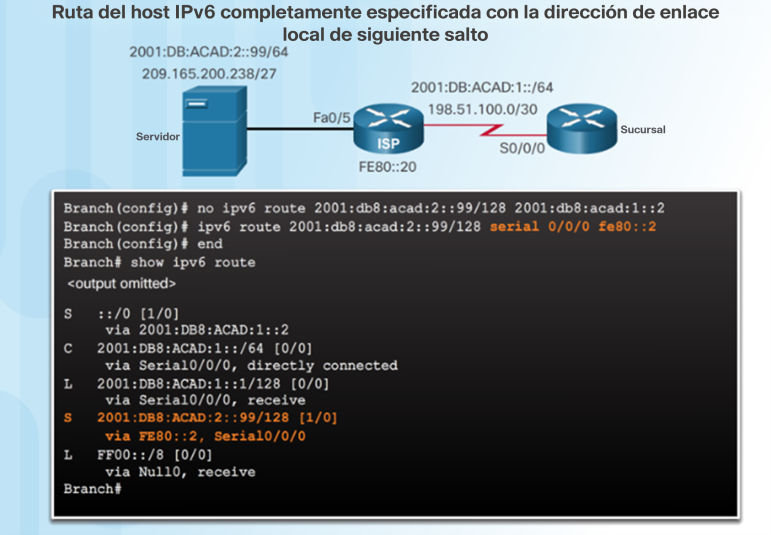 Ruta del host IPv6 completamente especificada con la dirección de enlace
local de siguiente salto
2001:DB:ACAD:2::99/64
209.165.200.238/27
2001:DB:ACAD:1::/64
198.51.100.0/30
Servidor
Fa0/5
ISP
S0/0/0
Sucursal
FE80::20
Branch(config)# no ipv6 route 2001:db8:acad:2::99/128 2001:db8:acad:1::2
Branch(config)# ipv6 route 2001:db8:acad:2::99/128 serial 0/0/0 fe80::2
Branch(config)# end
Branch# show ipv6 route
<output omitted>
S ::/0 [1/0]
via 2001:DB8:ACAD:1::2
C 2001:DB8:ACAD:1::/64 [0/0]
via Serial0/0/0, directly connected
L 2001:DB8:ACAD:1::1/128 [0/0]
via Serial0/0/0, receive
S 2001:DB8:ACAD:2::99/128 [1/0]
via FE80::2, Serial0/0/0
L FF00::/8 [0/0]
via Null0, receive
Branch#